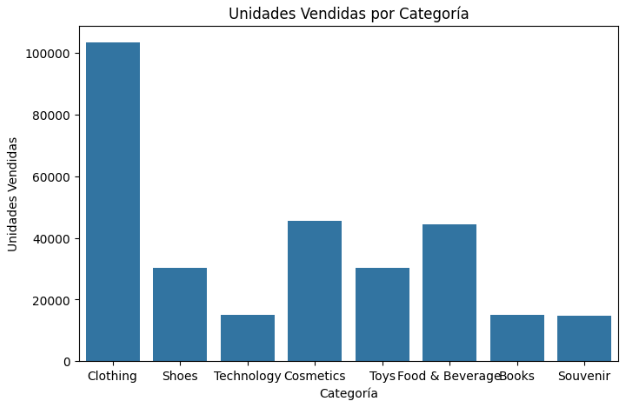 Unidades Vendidas por Categoría
Unidades Vendidas
100000
80000
60000
40000
20000
0
Clothing Shoes Technology Cosmetics Toys Food & Beverage Books Souvenir
Categoría